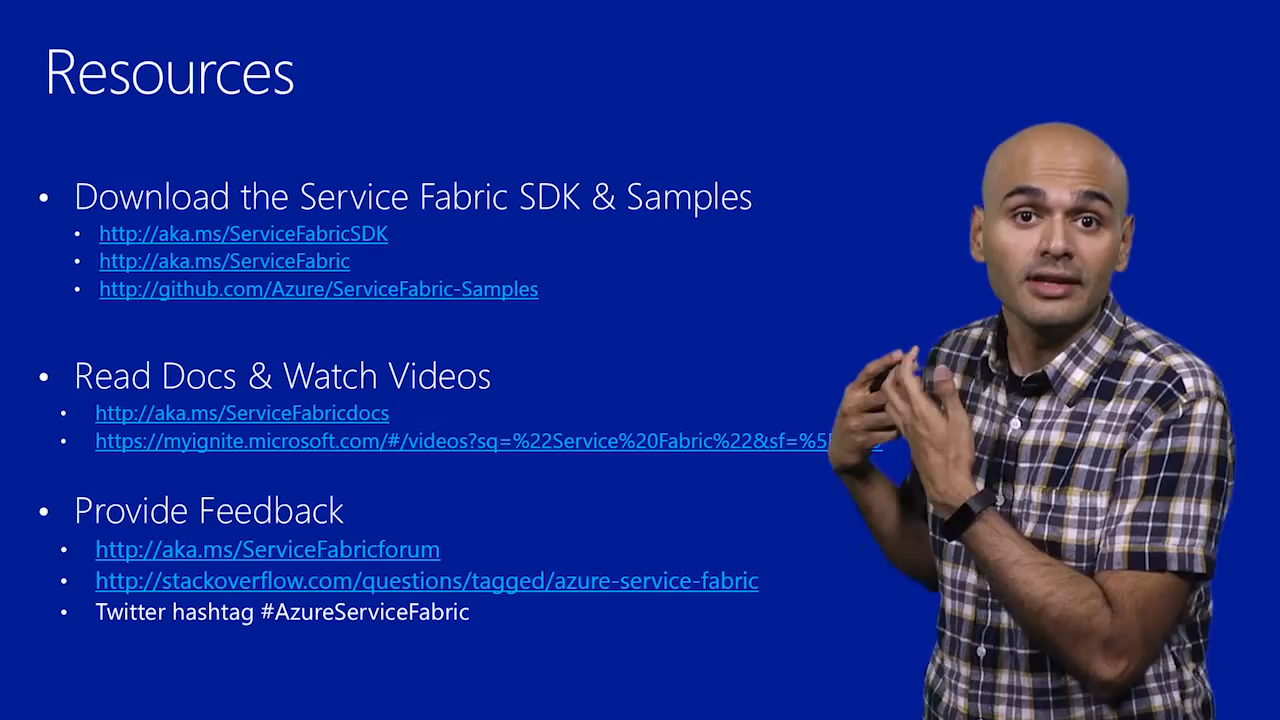 Resources
• Download the Service Fabric SDK & Samples
• http://aka.ms/ServiceFabricSDK
• http://aka.ms/ServiceFabric
• http://github.com/Azure/ServiceFabric-Samples
• Read Docs & Watch Videos
• http://aka.ms/ServiceFabricdocs
• https://myignite.microsoft.com/#/videos?sq=%22Service%20Fabric%22&sf=%5
• Provide Feedback
• http://aka.ms/ServiceFabricforum
• http://stackoverflow.com/questions/tagged/azure-service-fabric
• Twitter hashtag #AzureServiceFabric